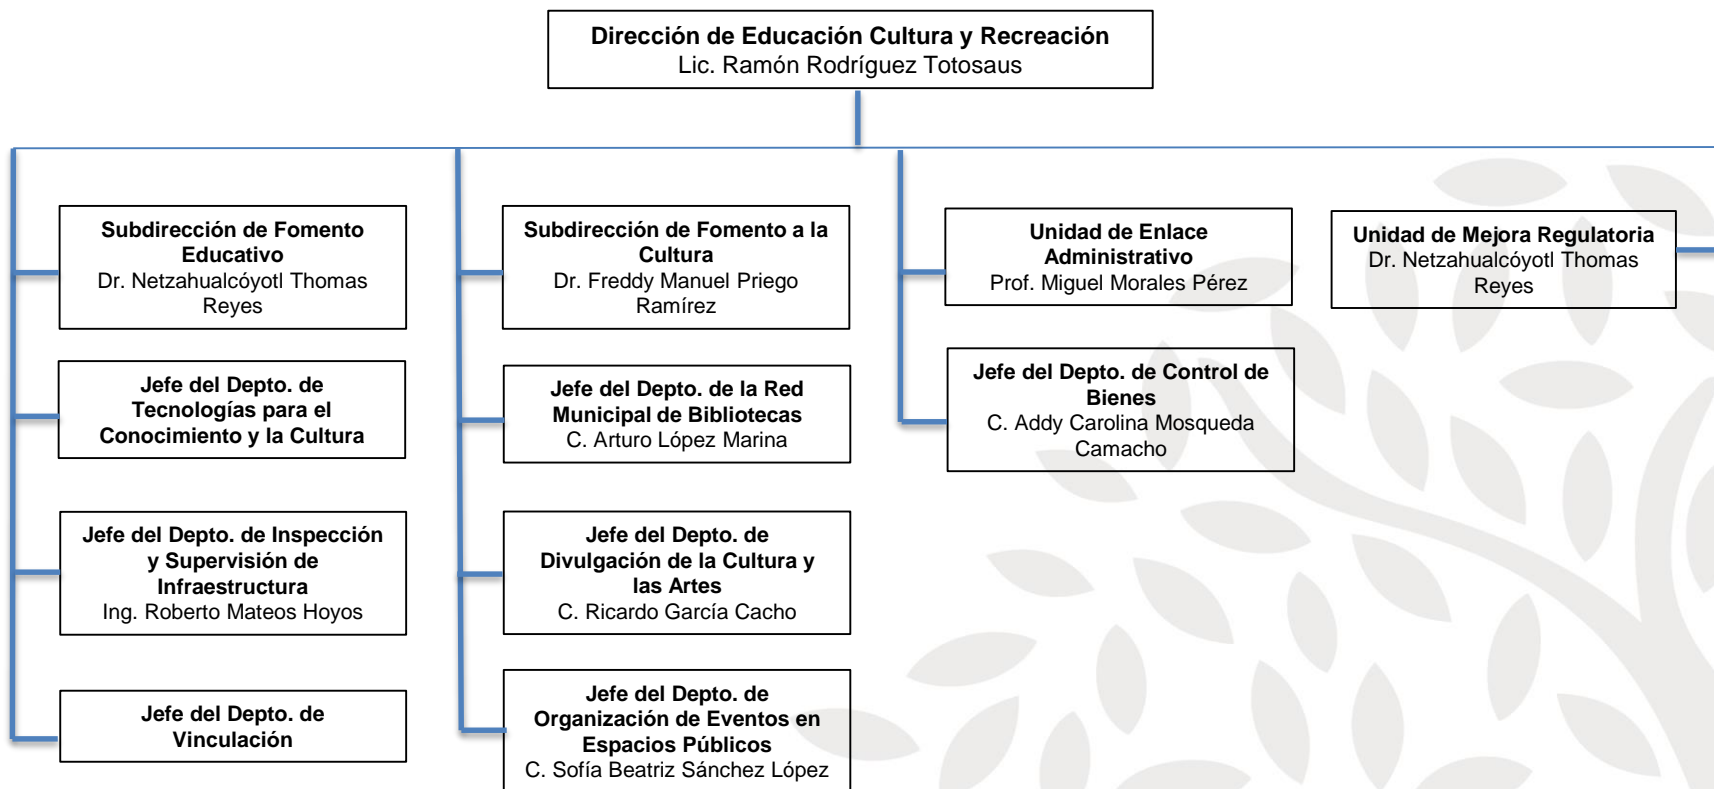 Dirección de Educación Cultura y Recreación
Lic. Ramón Rodríguez Totosaus
Subdirección de Fomento
Educativo
Dr. Netzahualcóyotl Thomas
Reyes
Jefe del Depto. de
Tecnologías para el
Conocimiento y la Cultura
Jefe del Depto. de Inspección
y Supervisión de
Infraestructura
Ing. Roberto Mateos Hoyos
Jefe del Depto. de
Vinculación
Subdirección de Fomento a la
Cultura
Dr. Freddy Manuel Priego
Ramírez
Jefe del Depto. de la Red
Municipal de Bibliotecas
C. Arturo López Marina
Jefe del Depto. de
Divulgación de la Cultura y
las Artes
C. Ricardo García Cacho
Jefe del Depto. de
Organización de Eventos en
Espacios Públicos
C. Sofía Beatriz Sánchez López
Unidad de Enlace
Administrativo
Prof. Miguel Morales Pérez
Jefe del Depto. de Control de
Bienes
C. Addy Carolina Mosqueda
Camacho
Unidad de Mejora Regulatoria
Dr. Netzahualcóyotl Thomas
Reyes